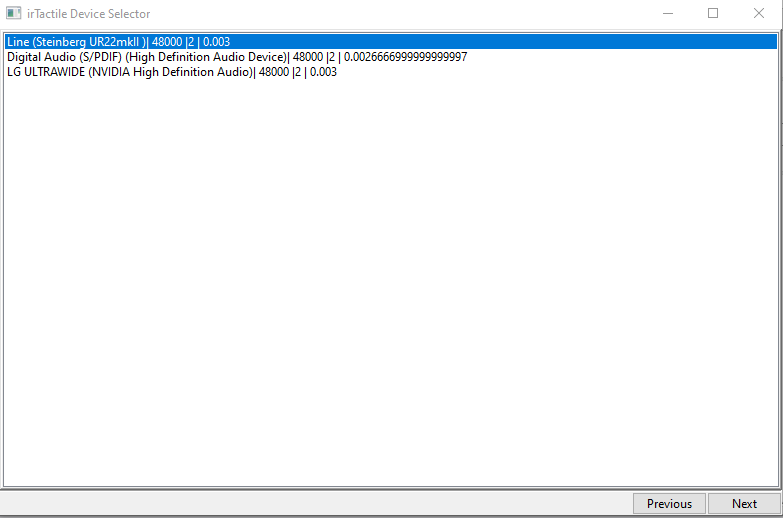 irTactile Device Selector
Line (Steinberg UR22mkII )| 48000 |2 | 0.003
Digital Audio (S/PDIF) (High Definition Audio Device)| 48000 |2 | 0.0026666999999999997
LG ULTRAWIDE (NVIDIA High Definition Audio)| 48000 |2 | 0.003
Previous
Next